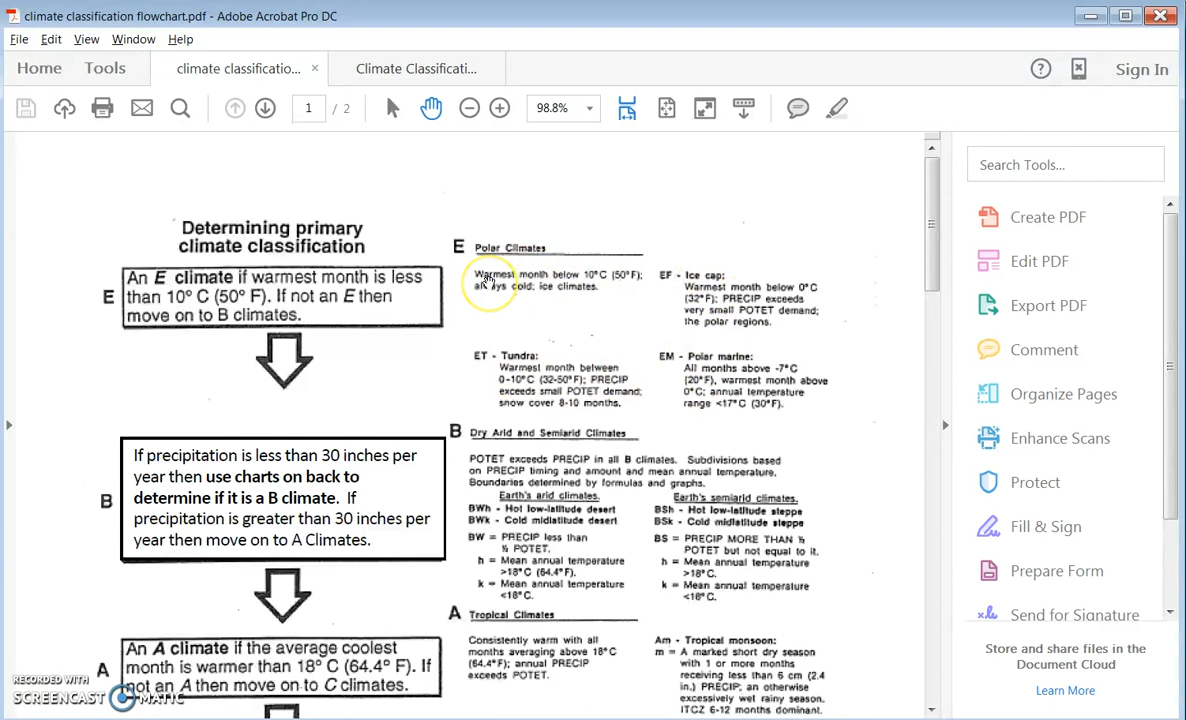 climate classification flowchart.pdf - Adobe Acrobat Pro DC
File Edit View Window Help
Home Tools climate classificatio... × Climate Classificati... Sign In
1 / 2 98.8%
Search Tools...
Create PDF
Edit PDF
Export PDF
Comment
Organize Pages
Enhance Scans
Protect
Fill & Sign
Prepare Form
Send for Signature
Store and share files in the
Document Cloud
Learn More
Determining primary
climate classification
E
An E climate if warmest month is less
than 10° C (50° F). If not an E then
move on to B climates.
B
If precipitation is less than 30 inches per
year then use charts on back to
determine if it is a B climate. If
precipitation is greater than 30 inches per
year then move on to A Climates.
A
An A climate if the average coolest
month is warmer than 18° C (64.4° F). If
not an A then move on to C climates.
E Polar Climates
Warmest month below 10°C (50°F);
always cold; ice climates.
EF - Ice cap:
Warmest month below 0°C
(32°F); PRECIP exceeds
very small POTET demand;
the polar regions.
ET - Tundra:
Warmest month between
0-10°C (32-50°F); PRECIP
exceeds small POTET demand;
snow cover 8-10 months.
EM - Polar marine:
All months above -7°C
(20°F), warmest month above
0°C; annual temperature
range <17°C (30°F).
B Dry Arid and Semiarid Climates
POTET exceeds PRECIP in all B climates. Subdivisions based
on PRECIP timing and amount and mean annual temperature.
Boundaries determined by formulas and graphs.
Earth's arid climates.
BWh - Hot low-latitude desert
BWk - Cold midlatitude desert
BW = PRECIP less than
½ POTET.
h = Mean annual temperature
>18°C (64.4°F).
k = Mean annual temperature
<18°C.
Earth's semiarid climates.
BSh - Hot low-latitude steppe
BSk - Cold midlatitude steppe
BS = PRECIP MORE THAN ½
POTET but not equal to it.
h = Mean annual temperature
>18°C.
k = Mean annual temperature
<18°C.
A Tropical Climates
Consistently warm with all
months averaging above 18°C
(64.4°F); annual PRECIP
exceeds POTET.
Am - Tropical monsoon:
m = A marked short dry season
with 1 or more months
receiving less than 6 cm (2.4
in.) PRECIP; an otherwise
excessively wet rainy season.
ITCZ 6-12 months dominant.
RECORDED WITH
SCREENCAST MATIC